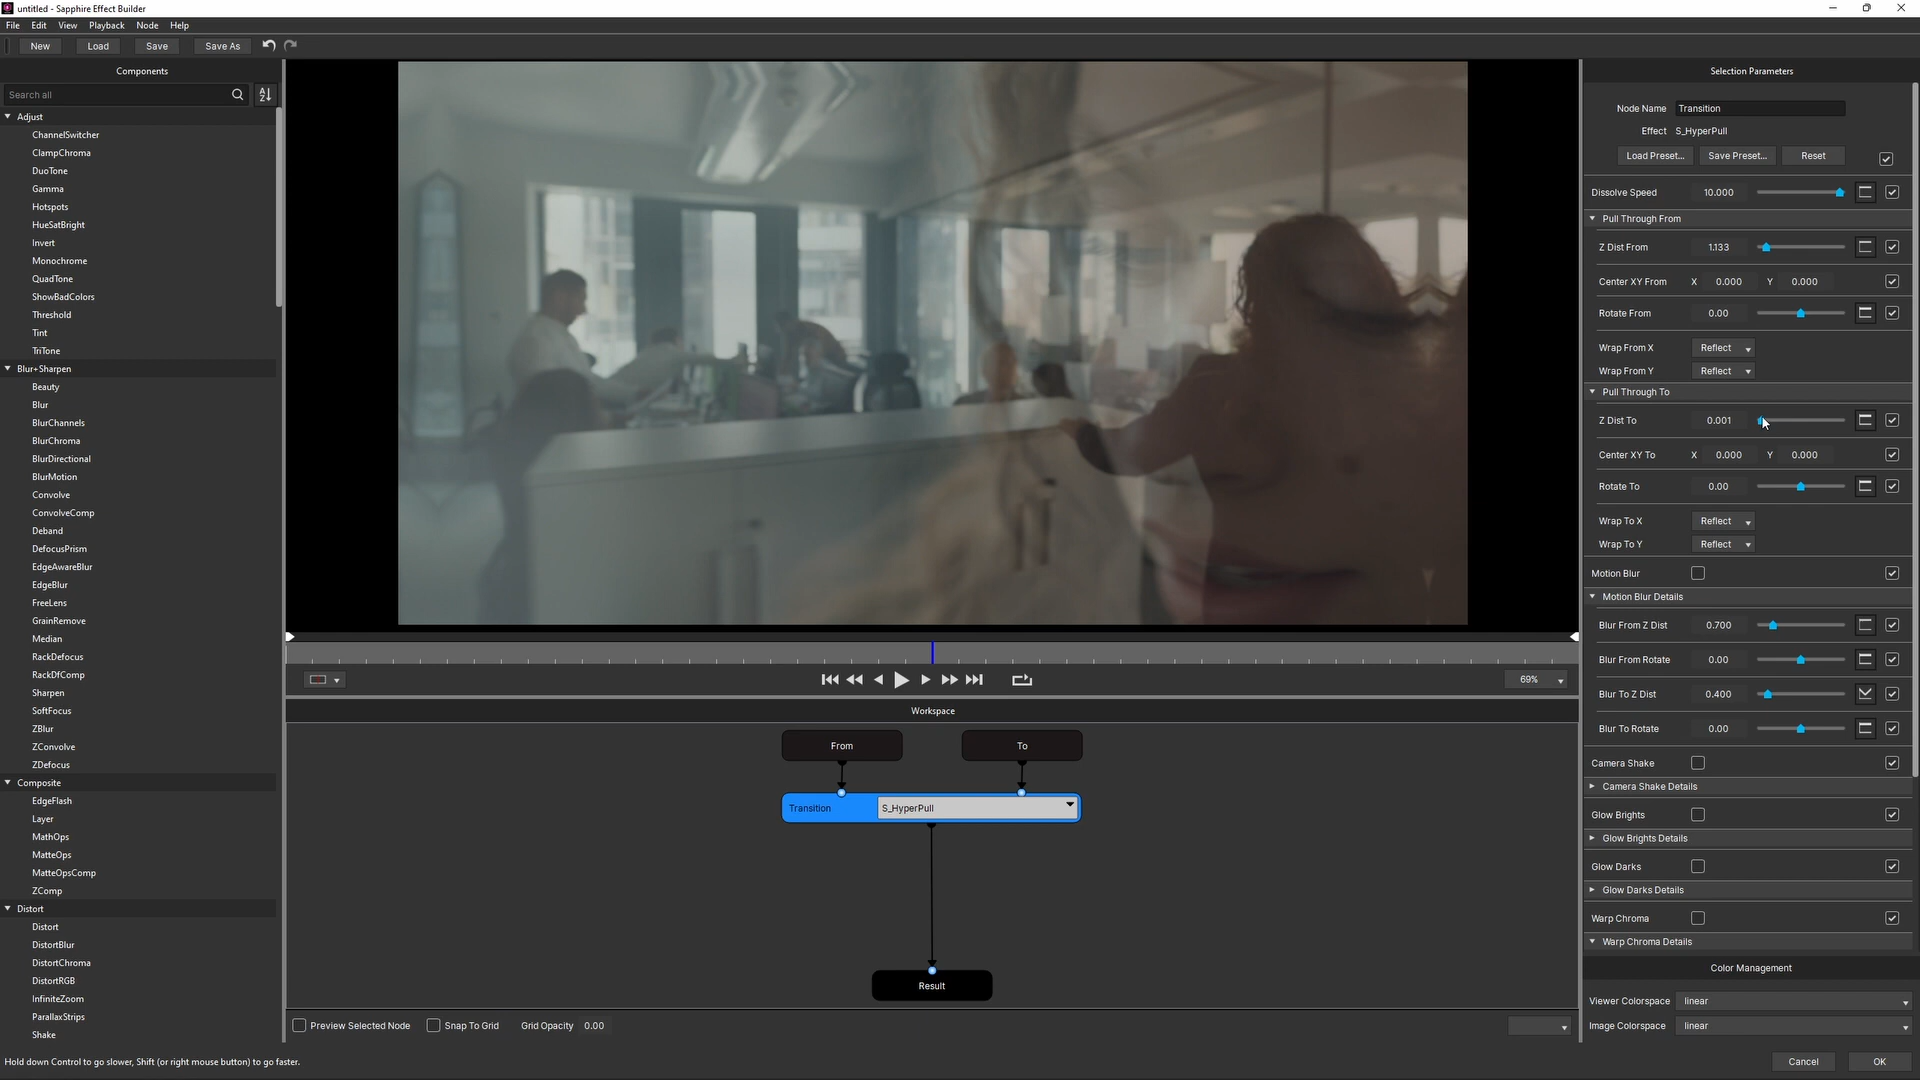 untitled - Sapphire Effect Builder
File Edit View Playback Node Help
New Load Save Save As
Components
Search all
A Z
Adjust
ChannelSwitcher
ClampChroma
DuoTone
Gamma
Hotspots
HueSatBright
Invert
Monochrome
QuadTone
ShowBadColors
Threshold
Tint
TriTone
Blur+Sharpen
Beauty
Blur
BlurChannels
BlurChroma
BlurDirectional
BlurMotion
Convolve
ConvolveComp
Deband
DefocusPrism
EdgeAwareBlur
EdgeBlur
FreeLens
GrainRemove
Median
RackDefocus
RackDfComp
Sharpen
SoftFocus
ZBlur
ZConvolve
ZDefocus
Composite
EdgeFlash
Layer
MathOps
MatteOps
MatteOpsComp
ZComp
Distort
Distort
DistortBlur
DistortChroma
DistortRGB
InfiniteZoom
ParallaxStrips
Shake
69%
Workspace
From To
Transition S_HyperPull
Result
Preview Selected Node Snap To Grid Grid Opacity 0.00
Selection Parameters
Node Name Transition
Effect S_HyperPull
Load Preset... Save Preset... Reset
Dissolve Speed 10.000
Pull Through From
Z Dist From 1.133
Center XY From X 0.000 Y 0.000
Rotate From 0.00
Wrap From X Reflect
Wrap From Y Reflect
Pull Through To
Z Dist To 0.001
Center XY To X 0.000 Y 0.000
Rotate To 0.00
Wrap To X Reflect
Wrap To Y Reflect
Motion Blur
Motion Blur Details
Blur From Z Dist 0.700
Blur From Rotate 0.00
Blur To Z Dist 0.400
Blur To Rotate 0.00
Camera Shake
Camera Shake Details
Glow Brights
Glow Brights Details
Glow Darks
Glow Darks Details
Warp Chroma
Warp Chroma Details
Color Management
Viewer Colorspace linear
Image Colorspace linear
Hold down Control to go slower, Shift (or right mouse button) to go faster.
Cancel OK